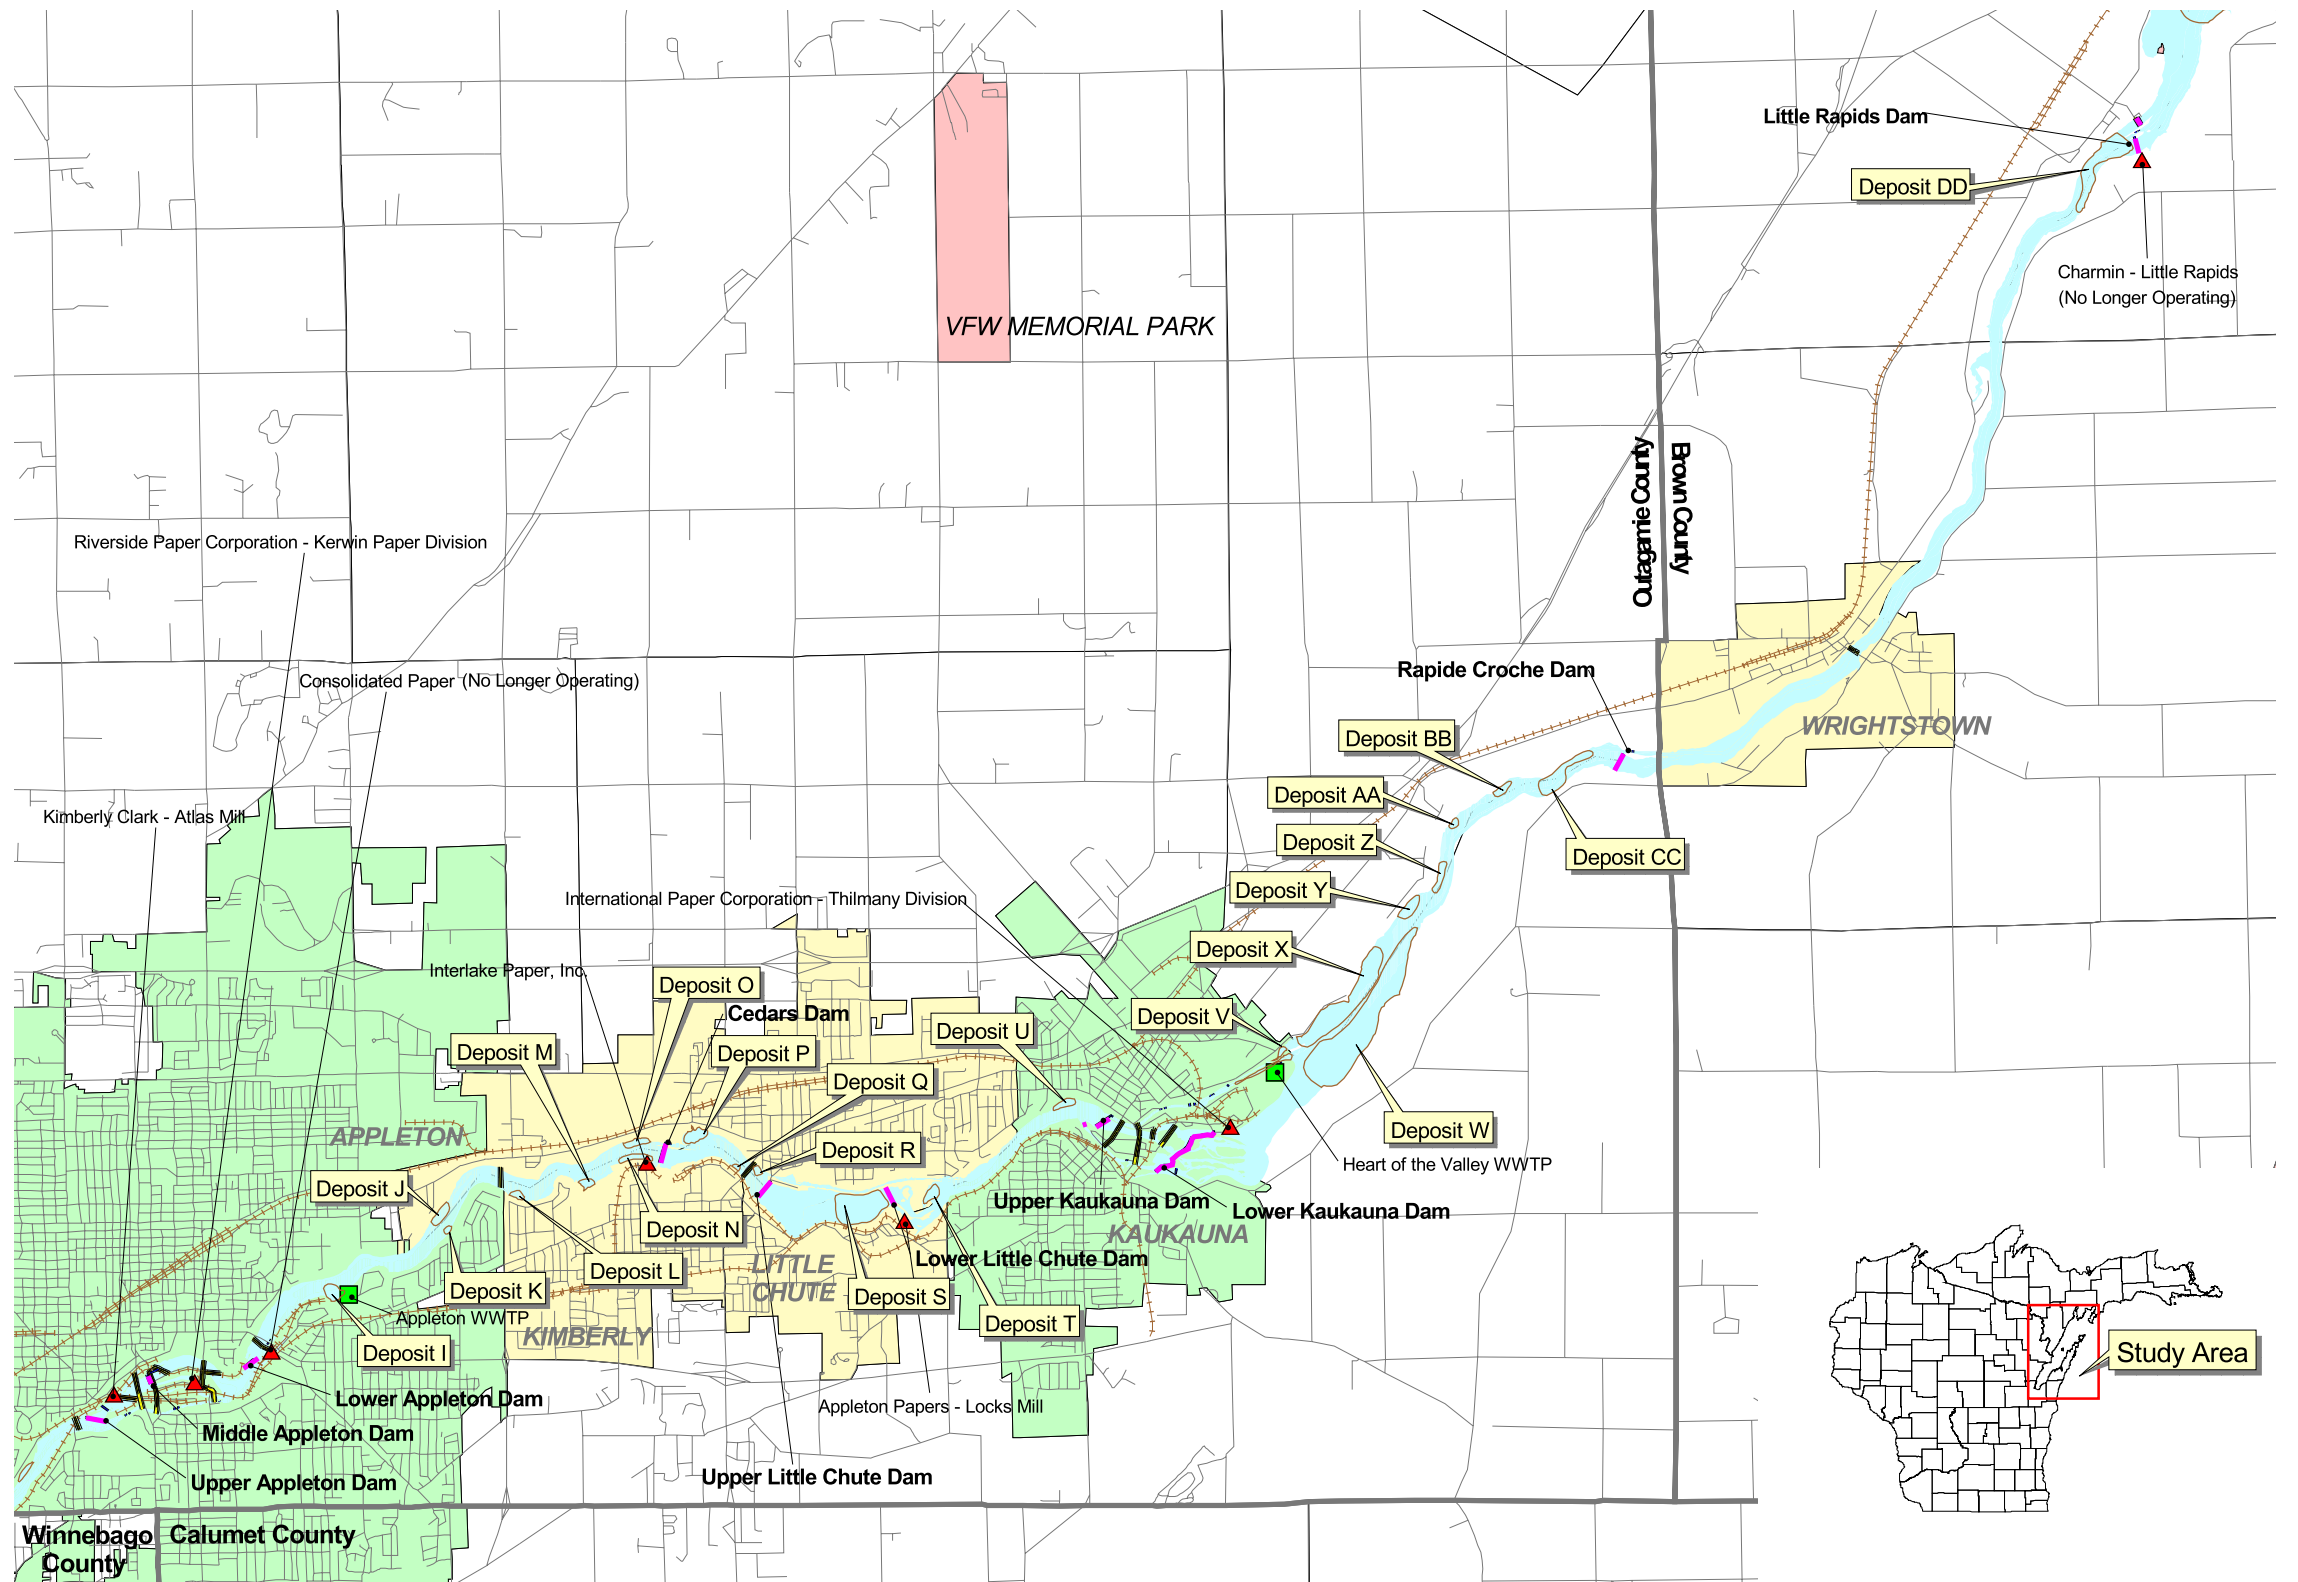 Little Rapids Dam
Deposit DD
Charmin - Little Rapids
(No Longer Operating)
VFW MEMORIAL PARK
Outagamie County
Brown County
Riverside Paper Corporation - Kerwin Paper Division
Consolidated Paper (No Longer Operating)
Rapide Croche Dam
WRIGHTSTOWN
Deposit BB
Deposit AA
Kimberly Clark - Atlas Mill
Deposit Z
Deposit CC
Deposit Y
International Paper Corporation - Thilmany Division
Deposit X
Interlake Paper, Inc.
Deposit O
Cedars Dam
Deposit V
Deposit U
Deposit M
Deposit P
Deposit Q
APPLETON
Deposit W
Deposit R
Heart of the Valley WWTP
Deposit J
Upper Kaukauna Dam
Lower Kaukauna Dam
Deposit N
KAUKAUNA
Lower Little Chute Dam
LITTLE
CHUTE
Deposit L
Deposit K
Deposit S
Appleton WWTP
Deposit T
KIMBERLY
Deposit I
Study Area
Lower Appleton Dam
Appleton Papers - Locks Mill
Middle Appleton Dam
Upper Little Chute Dam
Upper Appleton Dam
Winnebago
County
Calumet County